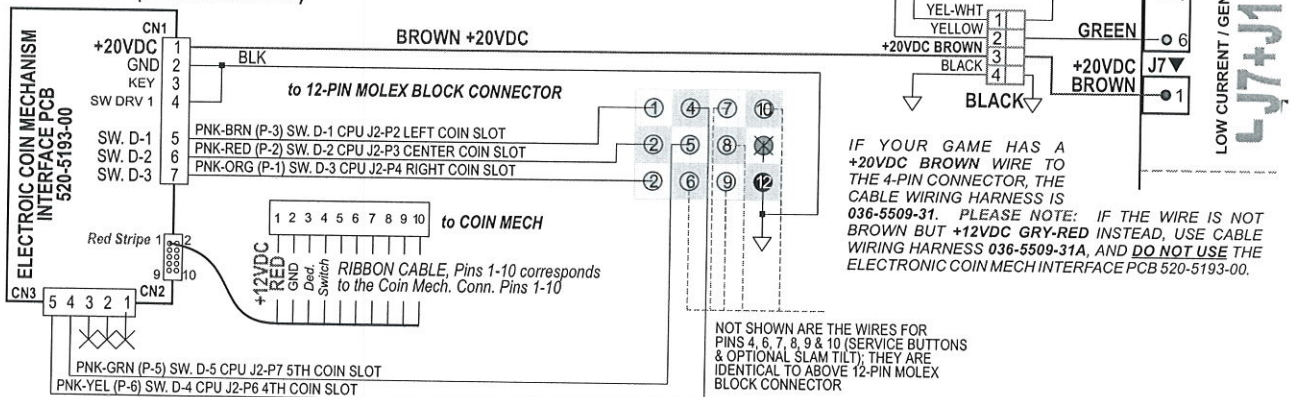 CN1
ELECTROIC COIN MECHANISM
INTERFACE PCB
520-5193-00
+20VDC 1
GND 2
KEY 3
SW DRV 1 4
SW. D-1 5
SW. D-2 6
SW. D-3 7
BROWN +20VDC
BLK
to 12-PIN MOLEX BLOCK CONNECTOR
PNK-BRN (P-3) SW. D-1 CPU J2-P2 LEFT COIN SLOT
PNK-RED (P-2) SW. D-2 CPU J2-P3 CENTER COIN SLOT
PNK-ORG (P-1) SW. D-3 CPU J2-P4 RIGHT COIN SLOT
1 4 7 10
2 5 8
2 6 9 12
Red Stripe 1 2
9 10
CN2
CN3
5 4 3 2 1
1 2 3 4 5 6 7 8 9 10
to COIN MECH
+12VDC
RED
GND
Ded.
Switch
RIBBON CABLE, Pins 1-10 corresponds
to the Coin Mech. Conn. Pins 1-10
PNK-GRN (P-5) SW. D-5 CPU J2-P7 5TH COIN SLOT
PNK-YEL (P-6) SW. D-4 CPU J2-P6 4TH COIN SLOT
NOT SHOWN ARE THE WIRES FOR
PINS 4, 6, 7, 8, 9 & 10 (SERVICE BUTTONS
& OPTIONAL SLAM TILT); THEY ARE
IDENTICAL TO ABOVE 12-PIN MOLEX
BLOCK CONNECTOR
YEL-WHT 1
YELLOW 2
+20VDC BROWN 3
BLACK 4
BLACK
GREEN
6
+20VDC
BROWN
J7
1
LOW CURRENT / GEN
J7+J1
IF YOUR GAME HAS A
+20VDC BROWN WIRE TO
THE 4-PIN CONNECTOR, THE
CABLE WIRING HARNESS IS
036-5509-31. PLEASE NOTE: IF THE WIRE IS NOT
BROWN BUT +12VDC GRY-RED INSTEAD, USE CABLE
WIRING HARNESS 036-5509-31A, AND DO NOT USE THE
ELECTRONIC COIN MECH INTERFACE PCB 520-5193-00.